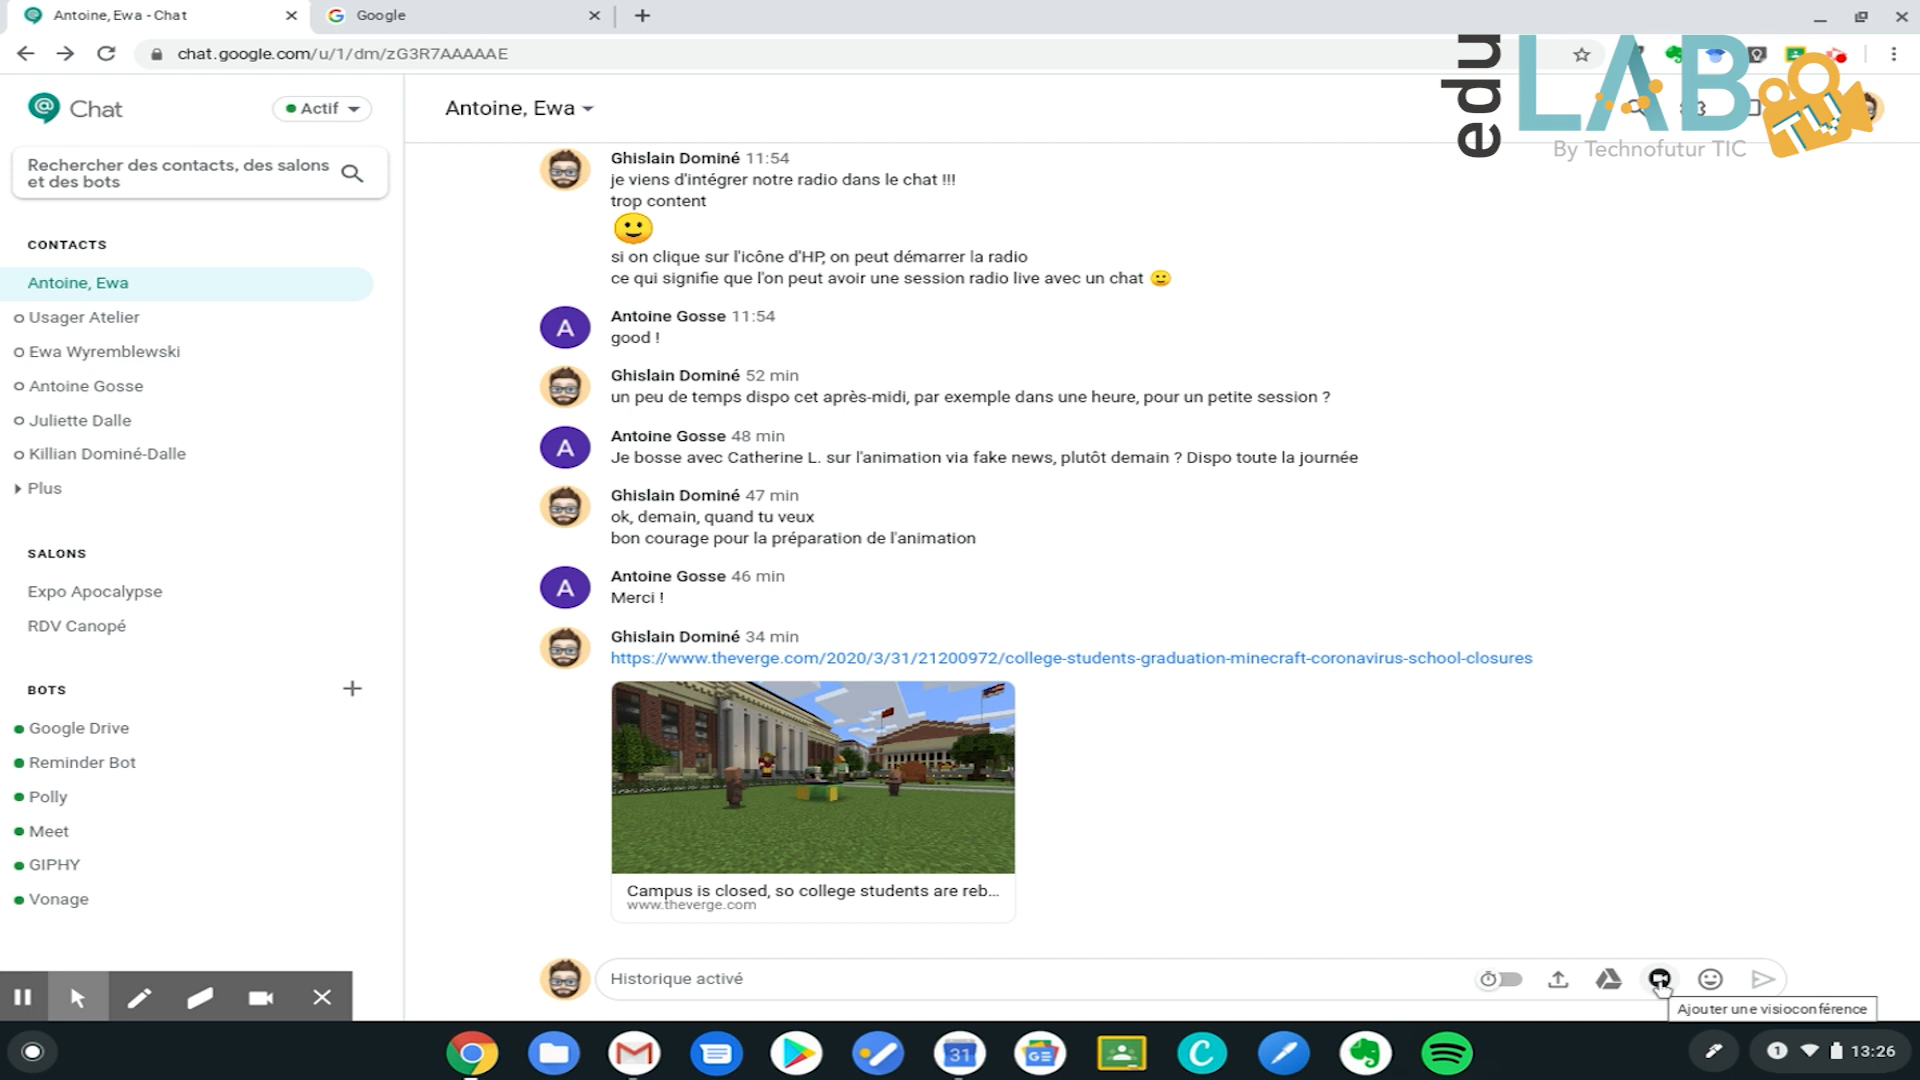 Antoine, Ewa - Chat
Google
chat.google.com/u/1/dm/zG3R7AAAAAE
edu LAB
By Technofutur TIC
Chat
Actif
Rechercher des contacts, des salons
et des bots
CONTACTS
Antoine, Ewa
Usager Atelier
Ewa Wyremblewski
Antoine Gosse
Juliette Dalle
Killian Dominé-Dalle
Plus
SALONS
Expo Apocalypse
RDV Canopé
BOTS
Google Drive
Reminder Bot
Polly
Meet
GIPHY
Vonage
Antoine, Ewa
Ghislain Dominé 11:54
je viens d'intégrer notre radio dans le chat !!!
trop content
si on clique sur l'icône d'HP, on peut démarrer la radio
ce qui signifie que l'on peut avoir une session radio live avec un chat
A
Antoine Gosse 11:54
good !
Ghislain Dominé 52 min
un peu de temps dispo cet après-midi, par exemple dans une heure, pour un petite session ?
A
Antoine Gosse 48 min
Je bosse avec Catherine L. sur l'animation via fake news, plutôt demain ? Dispo toute la journée
Ghislain Dominé 47 min
ok, demain, quand tu veux
bon courage pour la préparation de l'animation
A
Antoine Gosse 46 min
Merci !
Ghislain Dominé 34 min
https://www.theverge.com/2020/3/31/21200972/college-students-graduation-minecraft-coronavirus-school-closures
Campus is closed, so college students are reb...
www.theverge.com
Historique activé
Ajouter une visioconférence
31
GE
C
1
13:26